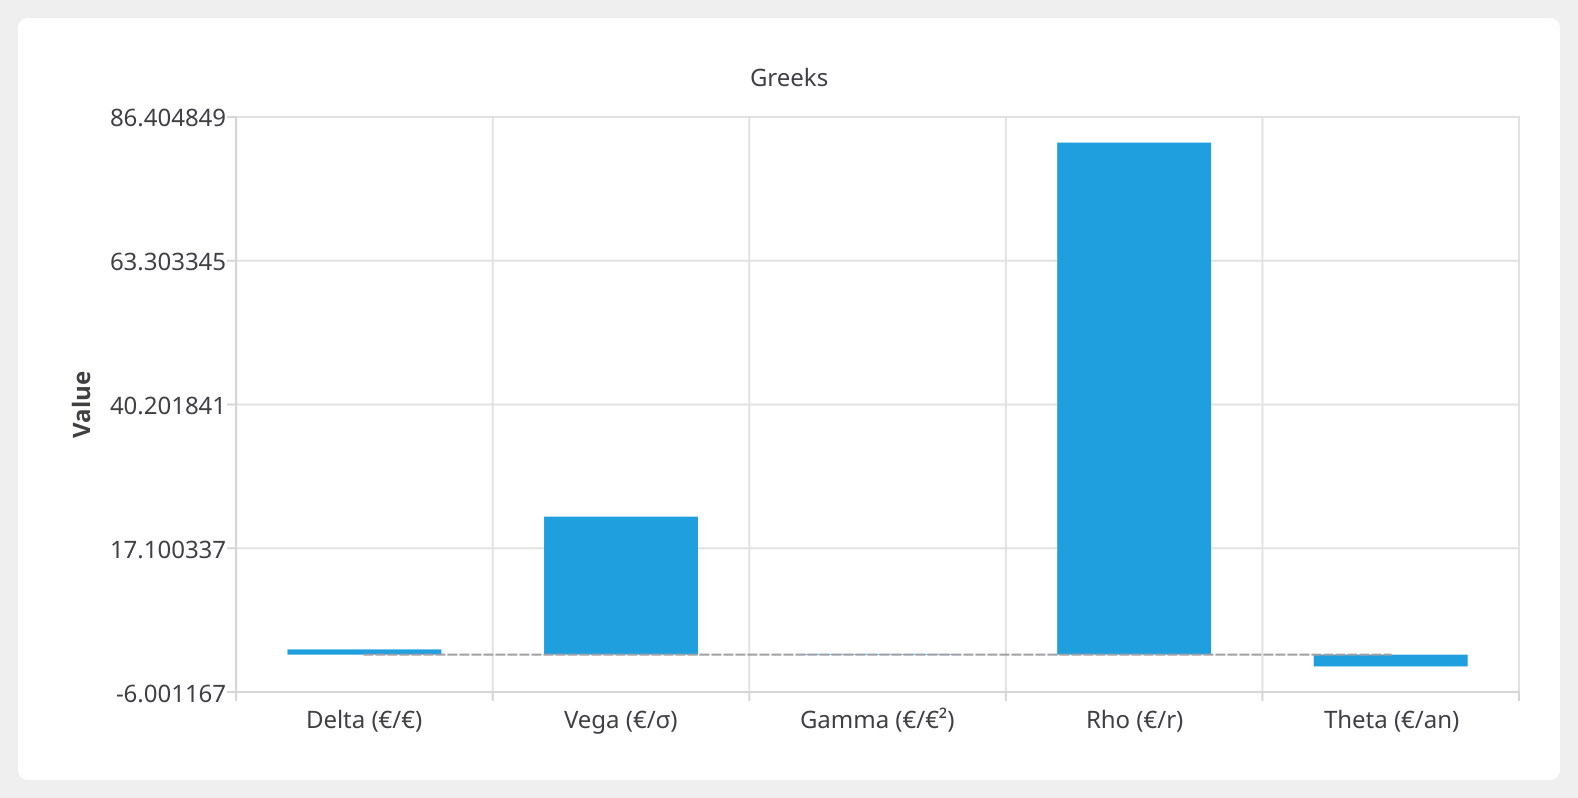 Greeks
86.404849
63.303345
40.201841
17.100337
-6.001167
Value
Delta (€/€)
Vega (€/σ)
Gamma (€/€²)
Rho (€/r)
Theta (€/an)